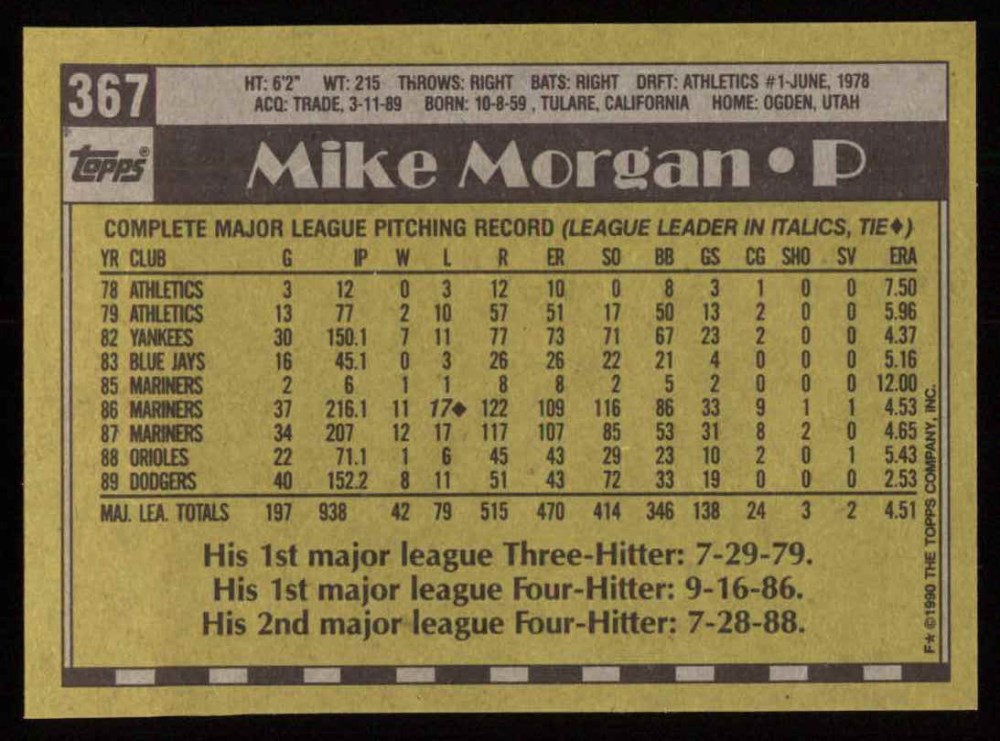 367
HT: 6'2" WT: 215 THROWS: RIGHT BATS: RIGHT DRFT: ATHLETICS #1-JUNE, 1978
ACQ: TRADE, 3-11-89 BORN: 10-8-59 , TULARE, CALIFORNIA HOME: OGDEN, UTAH
topps®
Mike Morgan • P
COMPLETE MAJOR LEAGUE PITCHING RECORD (LEAGUE LEADER IN ITALICS, TIE♦)
YR CLUB G IP W L R ER SO BB GS CG SHO SV ERA
78 ATHLETICS 3 12 0 3 12 10 0 8 3 1 0 0 7.50
79 ATHLETICS 13 77 2 10 57 51 17 50 13 2 0 0 5.96
82 YANKEES 30 150.1 7 11 77 73 71 67 23 2 0 0 4.37
83 BLUE JAYS 16 45.1 0 3 26 26 22 21 4 0 0 0 5.16
85 MARINERS 2 6 1 1 8 8 2 5 2 0 0 0 12.00
86 MARINERS 37 216.1 11 17♦ 122 109 116 86 33 9 1 1 4.53
87 MARINERS 34 207 12 17 117 107 85 53 31 8 2 0 4.65
88 ORIOLES 22 71.1 1 6 45 43 29 23 10 2 0 1 5.43
89 DODGERS 40 152.2 8 11 51 43 72 33 19 0 0 0 2.53
MAJ. LEA. TOTALS 197 938 42 79 515 470 414 346 138 24 3 2 4.51
His 1st major league Three-Hitter: 7-29-79.
His 1st major league Four-Hitter: 9-16-86.
His 2nd major league Four-Hitter: 7-28-88.
F★ ©1990 THE TOPPS COMPANY, INC.